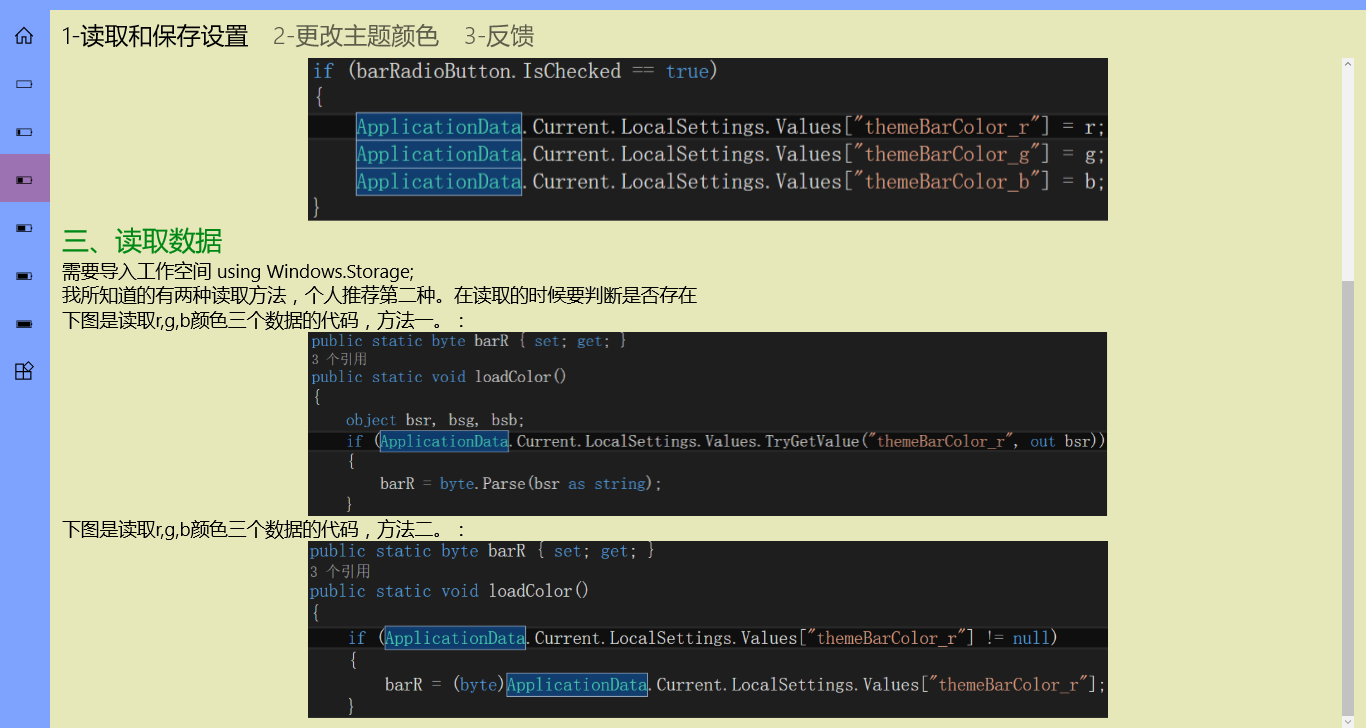 1-读取和保存设置 2-更改主题颜色 3-反馈
if (barRadioButton.IsChecked == true)
{
ApplicationData.Current.LocalSettings.Values["themeBarColor_r"] = r;
ApplicationData.Current.LocalSettings.Values["themeBarColor_g"] = g;
ApplicationData.Current.LocalSettings.Values["themeBarColor_b"] = b;
}
三、读取数据
需要导入工作空间 using Windows.Storage;
我所知道的有两种读取方法，个人推荐第二种。在读取的时候要判断是否存在
下图是读取r,g,b颜色三个数据的代码，方法一。：
public static byte barR { set; get; }
3 个引用
public static void loadColor()
{
object bsr, bsg, bsb;
if (ApplicationData.Current.LocalSettings.Values.TryGetValue("themeBarColor_r", out bsr))
{
barR = byte.Parse(bsr as string);
}
下图是读取r,g,b颜色三个数据的代码，方法二。：
public static byte barR { set; get; }
3 个引用
public static void loadColor()
{
if (ApplicationData.Current.LocalSettings.Values["themeBarColor_r"] != null)
{
barR = (byte)ApplicationData.Current.LocalSettings.Values["themeBarColor_r"];
}